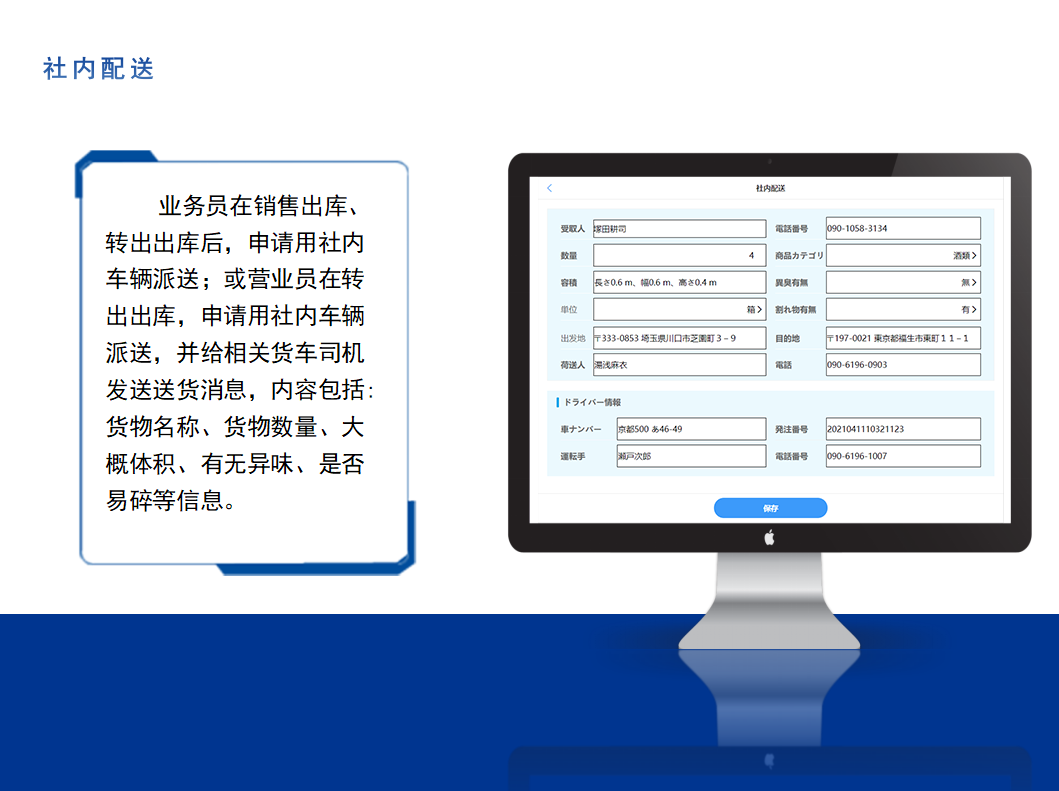 社内配送
业务员在销售出库、
转出出库后，申请用社内
车辆派送；或营业员在转
出出库，申请用社内车辆
派送，并给相关货车司机
发送送货消息，内容包括：
货物名称、货物数量、大
概体积、有无异味、是否
易碎等信息。
社内配送
受取人 塚田耕司 電話番号 090-1058-3134
数量 4 商品カテゴリ 酒類
容積 長さ0.6 m、幅0.6 m、高さ0.4 m 異臭有無 無
単位 箱 割れ物有無 有
出发地 〒333-0853 埼玉県川口市芝園町３－９ 目的地 〒197-0021 東京都福生市東町１１－１
荷送人 湯浅麻衣 電話 090-6196-0903
ドライバー情報
車ナンバー 京都500 あ46-49 発注番号 2021041110321123
運転手 瀬戸次郎 電話番号 090-6196-1007
保存